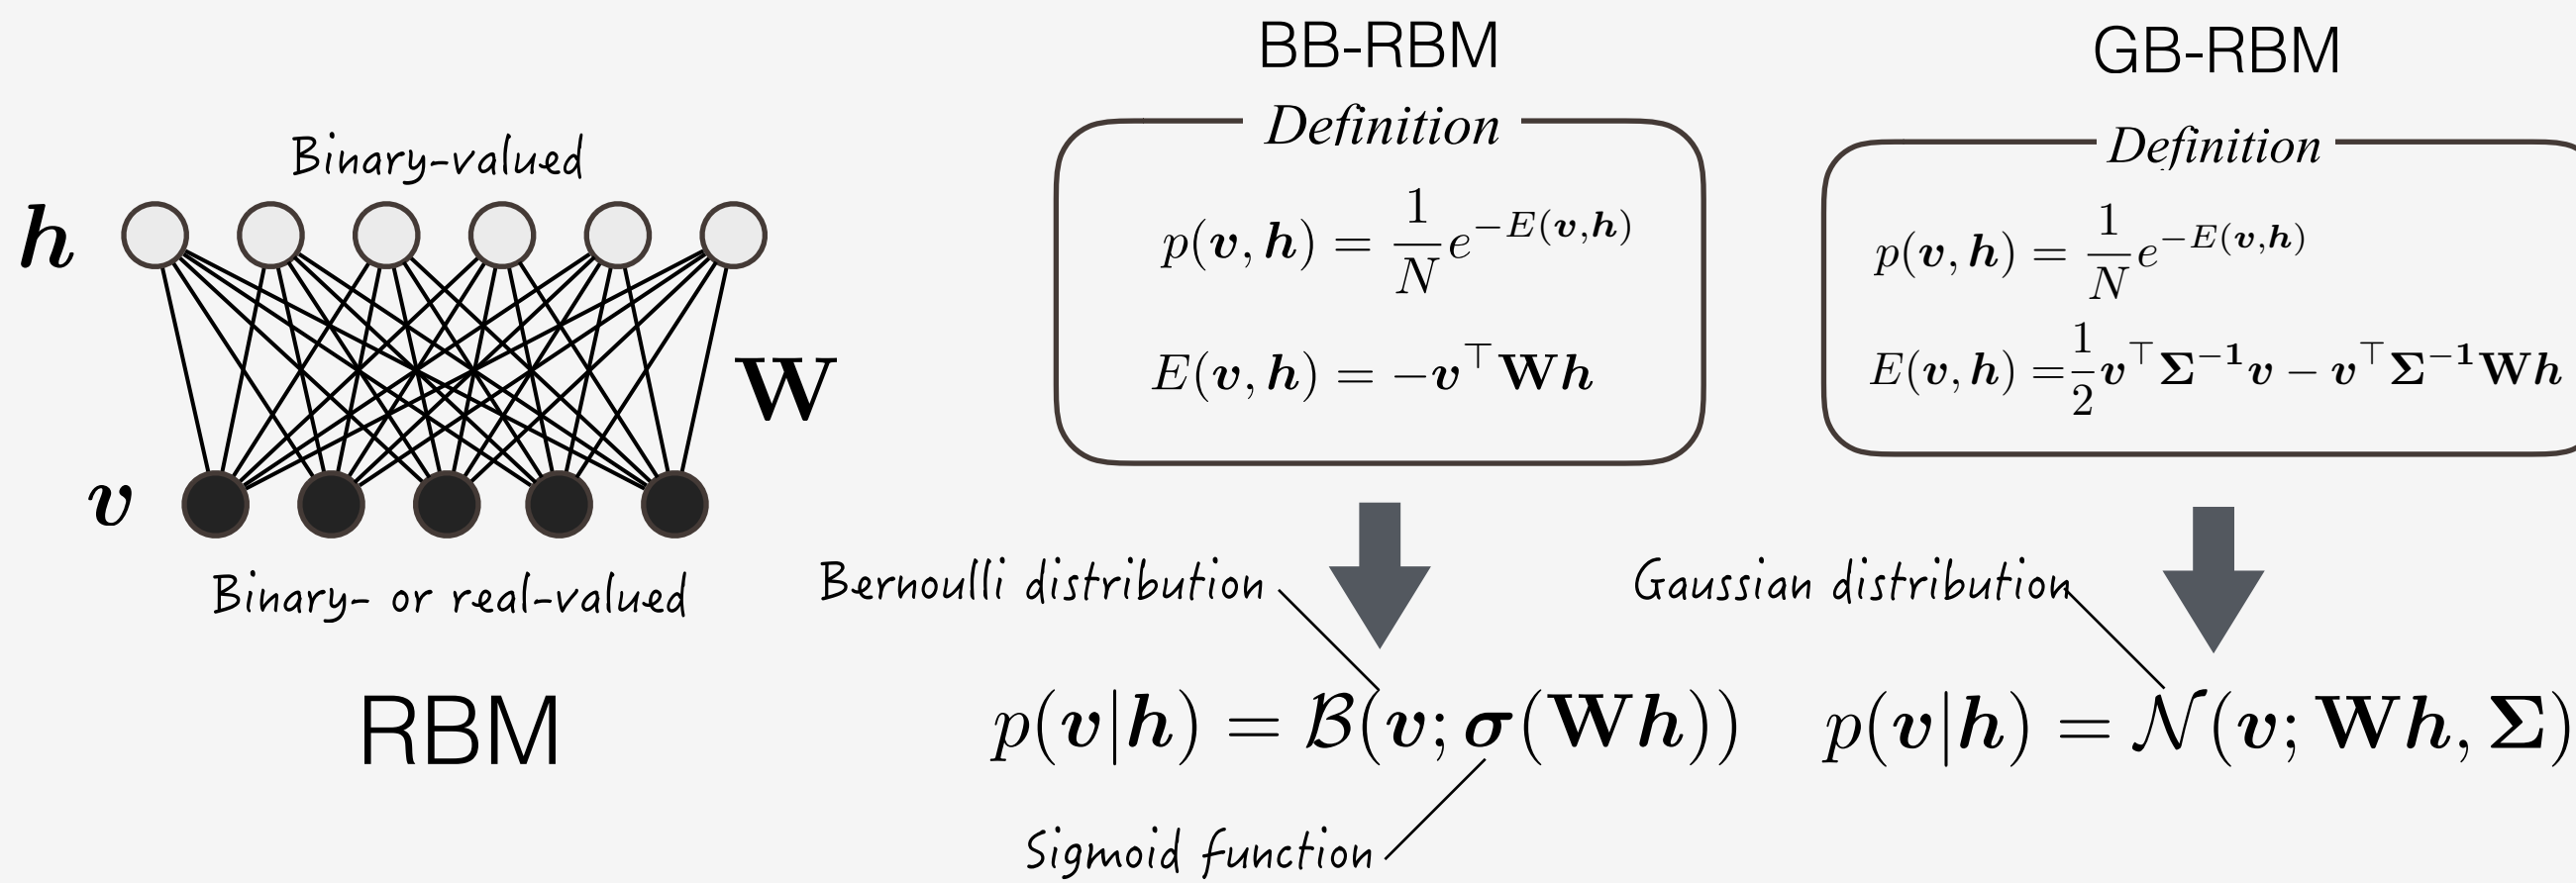 Binary-valued
h
W
v
Binary- or real-valued
RBM
BB-RBM
Definition
p(v, h) = 1/N e^{-E(v,h)}
E(v, h) = -v^⊤Wh
Bernoulli distribution
p(v|h) = ℬ(v; σ(Wh))
Sigmoid function
GB-RBM
Definition
p(v, h) = 1/N e^{-E(v,h)}
E(v, h) =1/2 v^⊤Σ^{-1}v - v^⊤Σ^{-1}Wh
Gaussian distribution
p(v|h) = 𝒩(v; Wh, Σ)